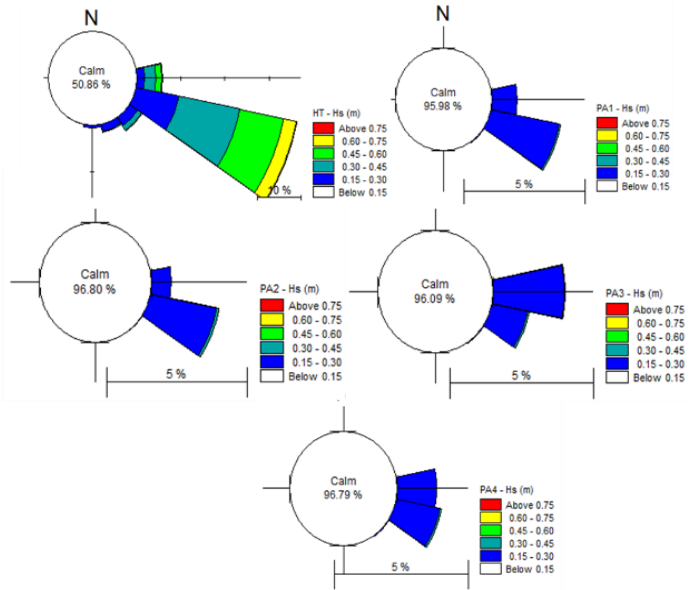 N
Calm
50.86 %
10 %
HT - Hs (m)
Above 0.75
0.60 - 0.75
0.45 - 0.60
0.30 - 0.45
0.15 - 0.30
Below 0.15
N
Calm
95.98 %
5 %
PA1 - Hs (m)
Above 0.75
0.60 - 0.75
0.45 - 0.60
0.30 - 0.45
0.15 - 0.30
Below 0.15
Calm
96.80 %
5 %
PA2 - Hs (m)
Above 0.75
0.60 - 0.75
0.45 - 0.60
0.30 - 0.45
0.15 - 0.30
Below 0.15
Calm
96.09 %
5 %
PA3 - Hs (m)
Above 0.75
0.60 - 0.75
0.45 - 0.60
0.30 - 0.45
0.15 - 0.30
Below 0.15
Calm
96.79 %
5 %
PA4 - Hs (m)
Above 0.75
0.60 - 0.75
0.45 - 0.60
0.30 - 0.45
0.15 - 0.30
Below 0.15